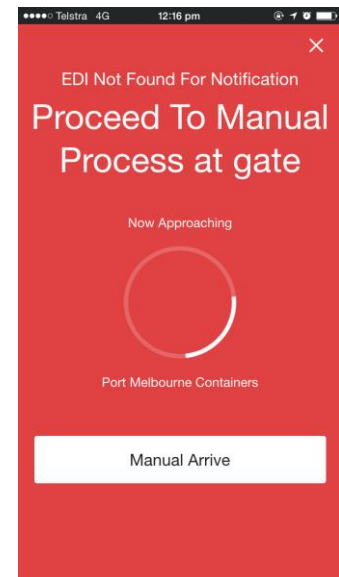 Telstra 4G 12:16 pm
EDI Not Found For Notification
Proceed To Manual
Process at gate
Now Approaching
Port Melbourne Containers
Manual Arrive